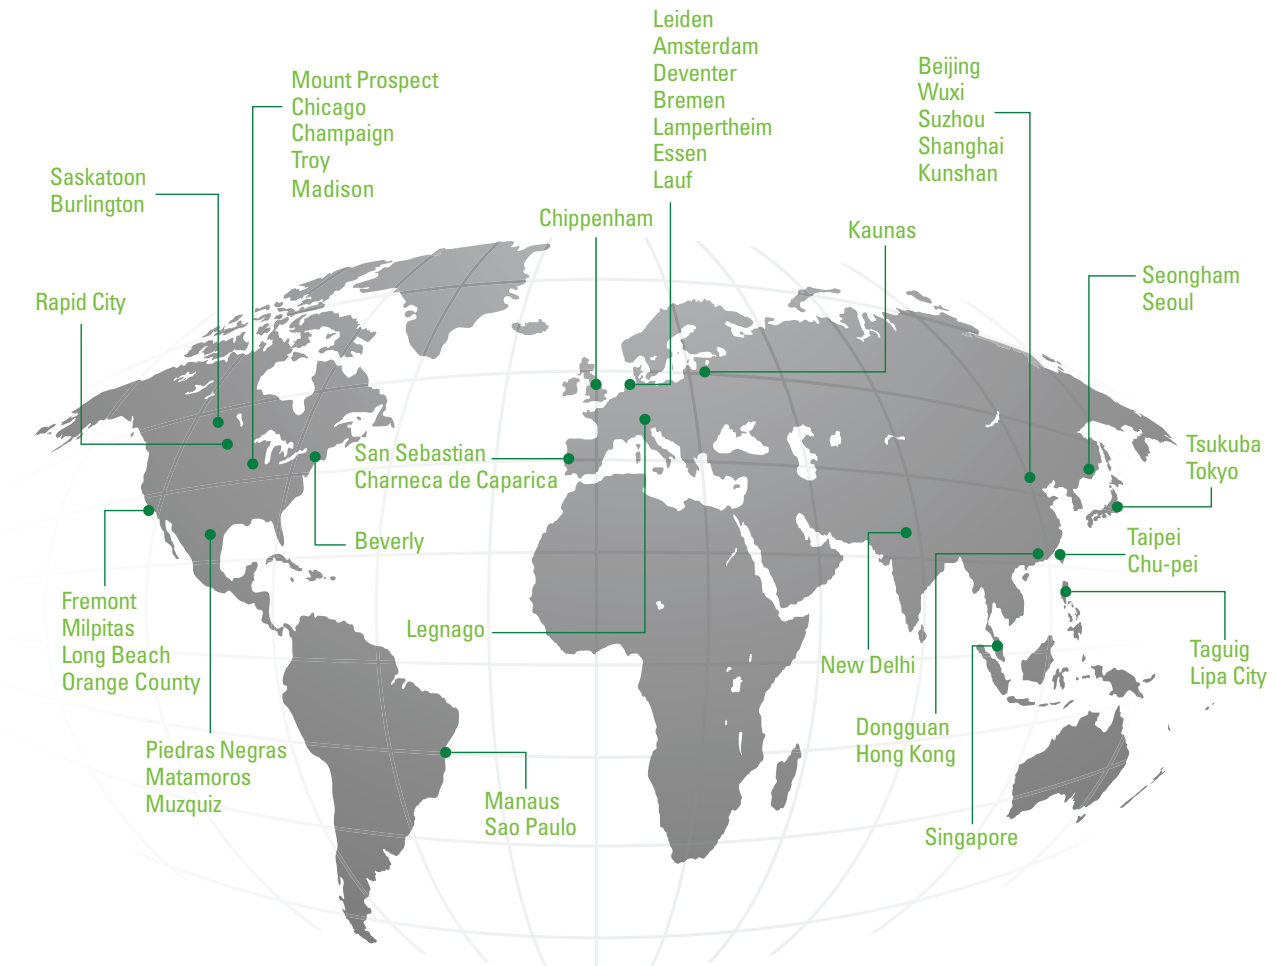 Leiden
Amsterdam
Deventer
Bremen
Lampertheim
Essen
Lauf
Beijing
Wuxi
Suzhou
Shanghai
Kunshan
Mount Prospect
Chicago
Champaign
Troy
Madison
Saskatoon
Burlington
Chippenham
Kaunas
Seongham
Seoul
Rapid City
San Sebastian
Charneca de Caparica
Tsukuba
Tokyo
Beverly
Taipei
Chu-pei
Fremont
Milpitas
Long Beach
Orange County
Legnago
New Delhi
Taguig
Lipa City
Dongguan
Hong Kong
Piedras Negras
Matamoros
Muzquiz
Manaus
Sao Paulo
Singapore